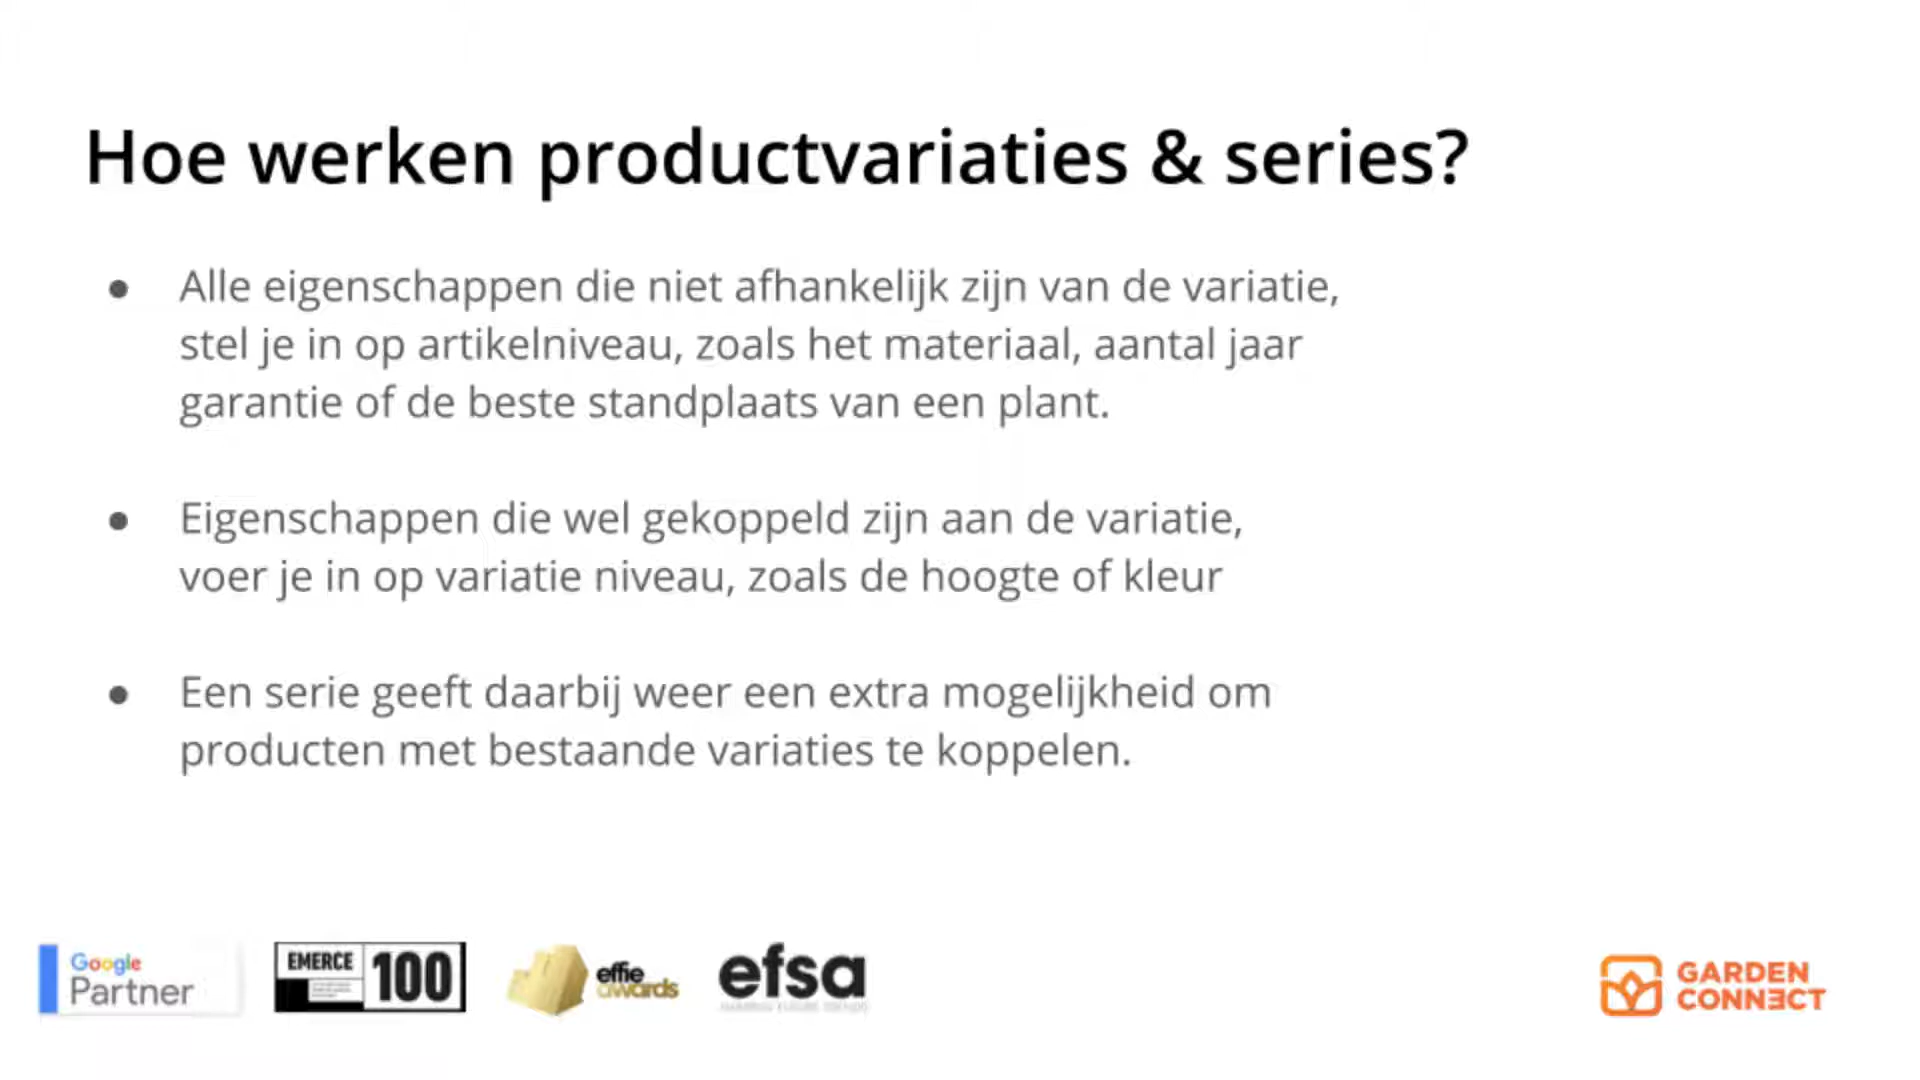 Hoe werken productvariaties & series?
● Alle eigenschappen die niet afhankelijk zijn van de variatie,
stel je in op artikelniveau, zoals het materiaal, aantal jaar
garantie of de beste standplaats van een plant.
● Eigenschappen die wel gekoppeld zijn aan de variatie,
voer je in op variatie niveau, zoals de hoogte of kleur
● Een serie geeft daarbij weer een extra mogelijkheid om
producten met bestaande variaties te koppelen.
Google
Partner
EMERCE
100
effie
awards
efsa
GARDEN
CONNECT